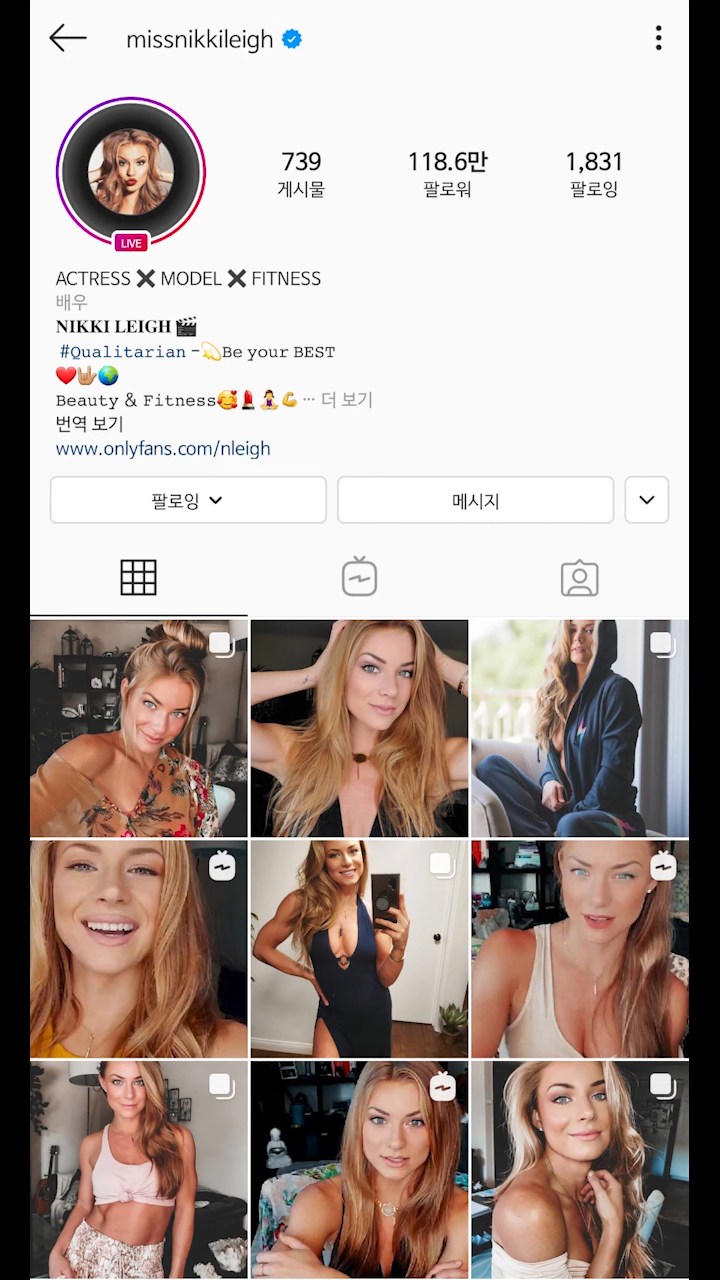 missnikkileigh
739
게시물
118.6만
팔로워
1,831
팔로잉
LIVE
ACTRESS ✖ MODEL ✖ FITNESS
배우
NIKKI LEIGH 🎬
#Qualitarian -💫Be your BEST
❤️🤟🏼🌍
Beauty & Fitness🥰💄🧘‍♀️💪 ··· 더 보기
번역 보기
www.onlyfans.com/nleigh
팔로잉
메시지